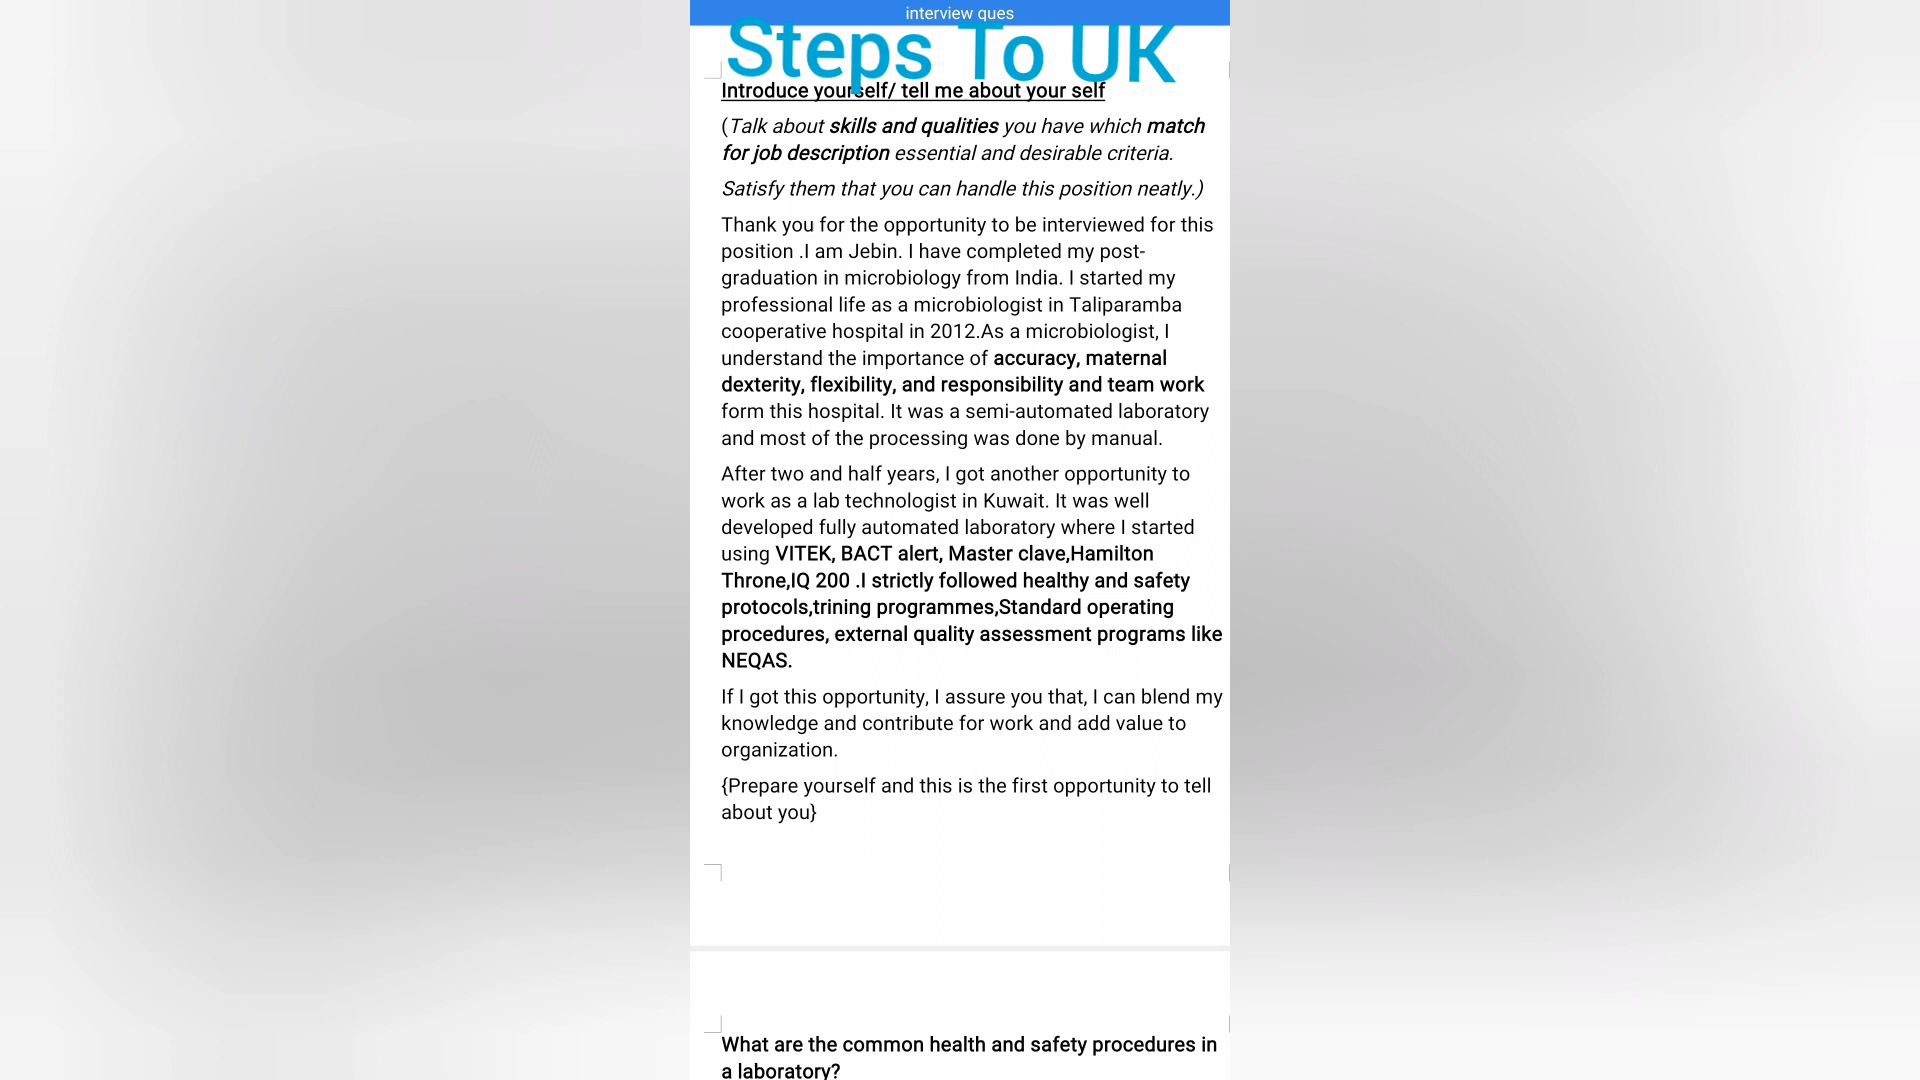 interview ques
Steps To UK
Introduce yourself/ tell me about your self
(Talk about skills and qualities you have which match
for job description essential and desirable criteria.
Satisfy them that you can handle this position neatly.)
Thank you for the opportunity to be interviewed for this
position .I am Jebin. I have completed my post-
graduation in microbiology from India. I started my
professional life as a microbiologist in Taliparamba
cooperative hospital in 2012.As a microbiologist, I
understand the importance of accuracy, maternal
dexterity, flexibility, and responsibility and team work
form this hospital. It was a semi-automated laboratory
and most of the processing was done by manual.
After two and half years, I got another opportunity to
work as a lab technologist in Kuwait. It was well
developed fully automated laboratory where I started
using VITEK, BACT alert, Master clave,Hamilton
Throne,IQ 200 .I strictly followed healthy and safety
protocols,trining programmes,Standard operating
procedures, external quality assessment programs like
NEQAS.
If I got this opportunity, I assure you that, I can blend my
knowledge and contribute for work and add value to
organization.
{Prepare yourself and this is the first opportunity to tell
about you}
What are the common health and safety procedures in
a laboratory?